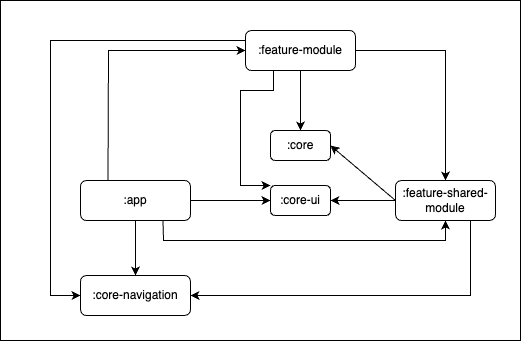 :feature-module
:core
:app
:core-ui
:feature-shared-
module
:core-navigation